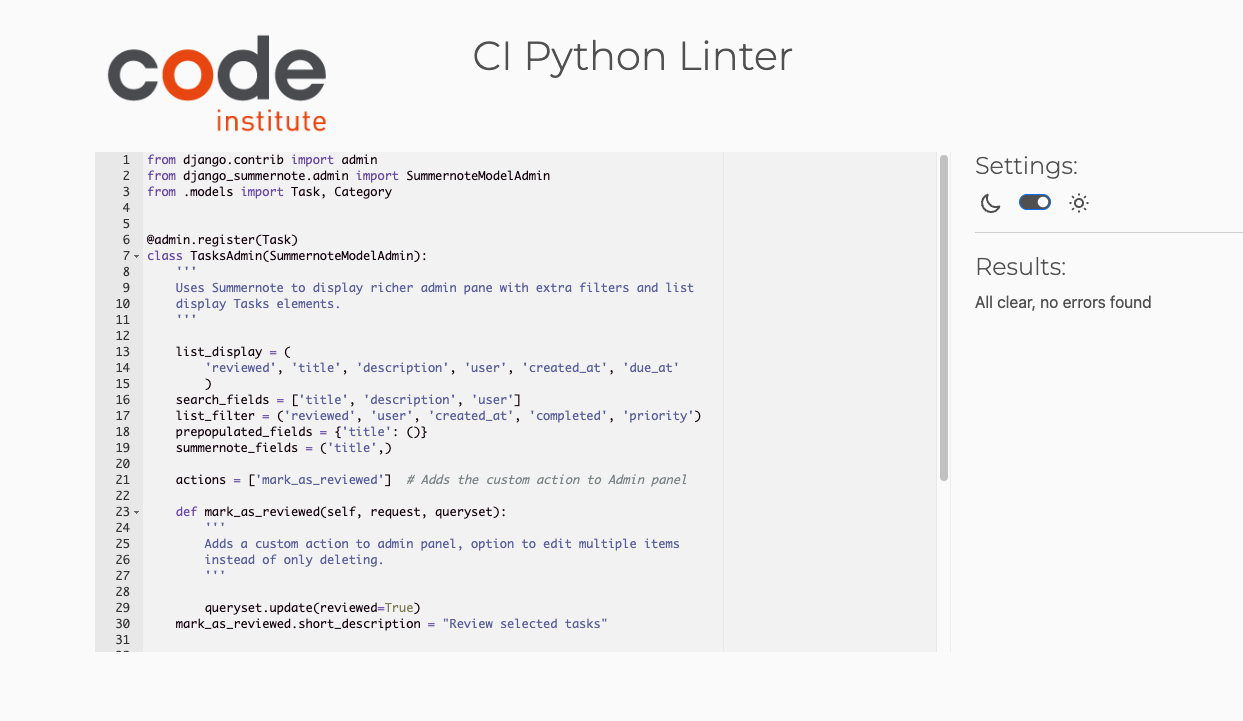 code
institute
CI Python Linter
1 from django.contrib import admin
2 from django_summernote.admin import SummernoteModelAdmin
3 from .models import Task, Category
4
5
6 @admin.register(Task)
7 class TasksAdmin(SummernoteModelAdmin):
8     '''
9     Uses Summernote to display richer admin pane with extra filters and list
10     display Tasks elements.
11     '''
12
13     list_display = (
14         'reviewed', 'title', 'description', 'user', 'created_at', 'due_at'
15         )
16     search_fields = ['title', 'description', 'user']
17     list_filter = ('reviewed', 'user', 'created_at', 'completed', 'priority')
18     prepopulated_fields = {'title': ()}
19     summernote_fields = ('title',)
20
21     actions = ['mark_as_reviewed']  # Adds the custom action to Admin panel
22
23     def mark_as_reviewed(self, request, queryset):
24         '''
25         Adds a custom action to admin panel, option to edit multiple items
26         instead of only deleting.
27         '''
28
29         queryset.update(reviewed=True)
30     mark_as_reviewed.short_description = "Review selected tasks"
31
Settings:
Results:
All clear, no errors found